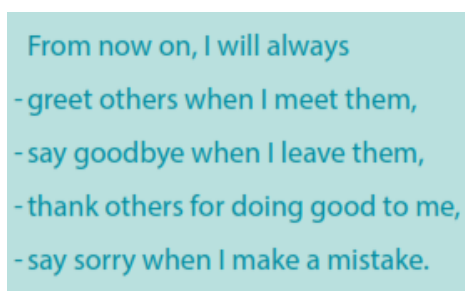 From now on, I will always
- greet others when I meet them,
- say goodbye when I leave them,
- thank others for doing good to me,
- say sorry when I make a mistake.